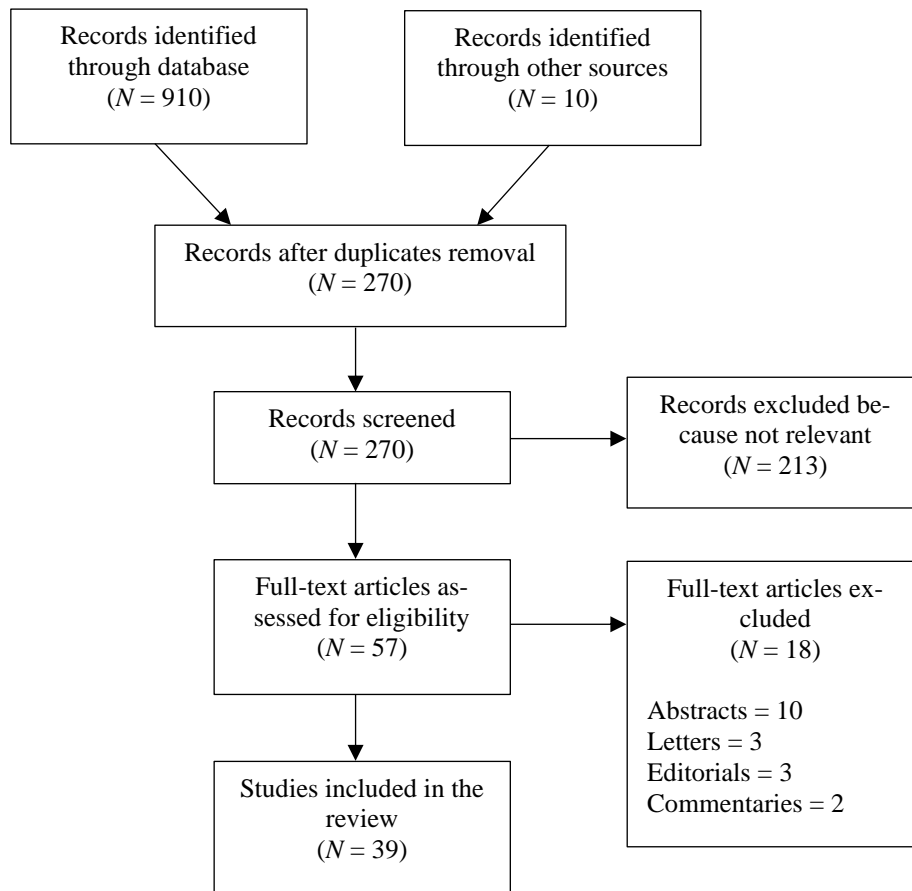 Records identified
through database
(N = 910)
Records identified
through other sources
(N = 10)
Records after duplicates removal
(N = 270)
Records screened
(N = 270)
Records excluded be-
cause not relevant
(N = 213)
Full-text articles as-
sessed for eligibility
(N = 57)
Full-text articles ex-
cluded
(N = 18)
Abstracts = 10
Letters = 3
Editorials = 3
Commentaries = 2
Studies included in the
review
(N = 39)